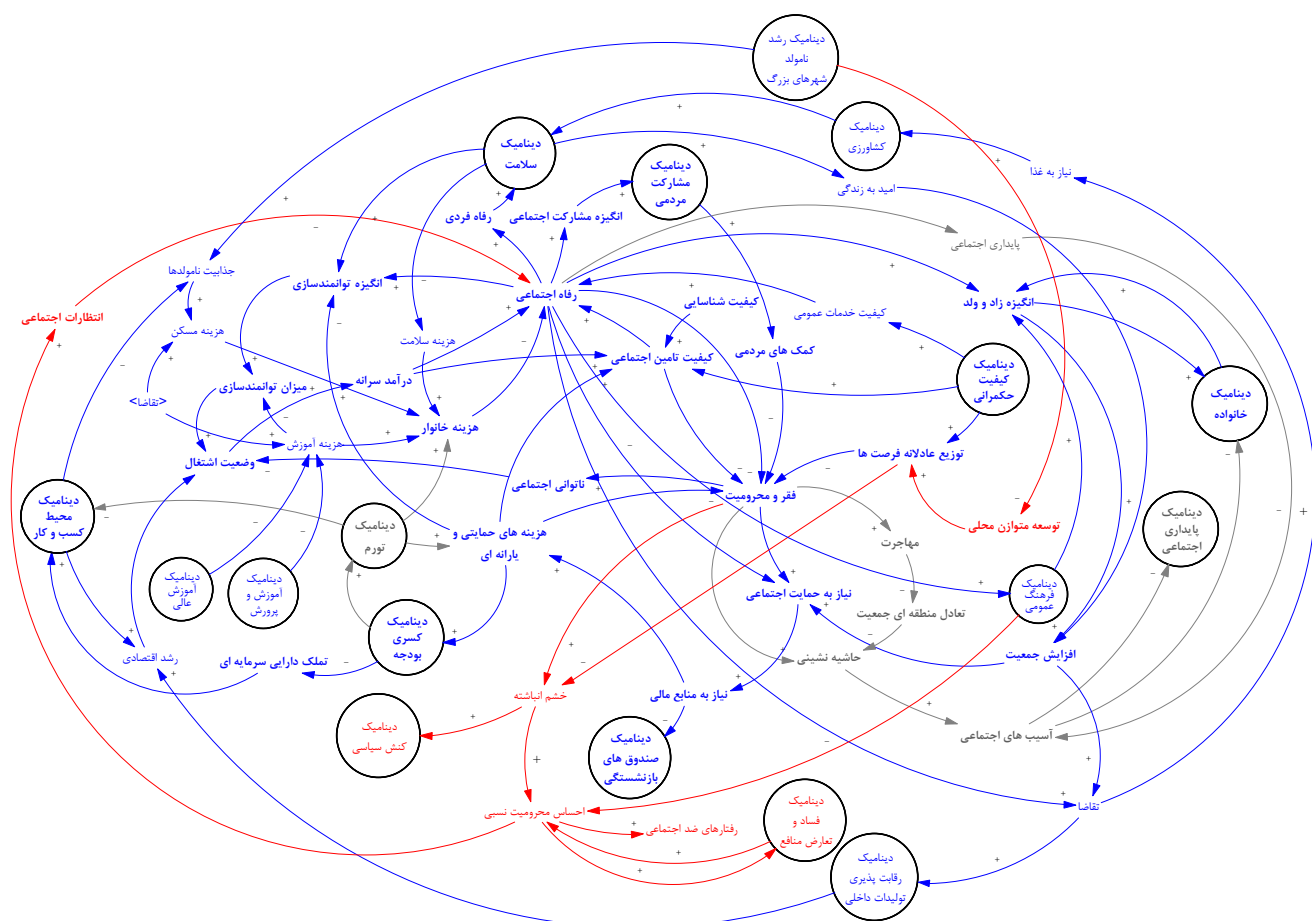 دینامیک رشد
نامولد
شهرهای بزرگ
دینامیک
کشاورزی
دینامیک
سلامت
دینامیک
مشارکت
مردمی
نیاز به غذا
امید به زندگی
انگیزه مشارکت اجتماعی
رفاه فردی
پایداری اجتماعی
جذابیت نامولدها
انگیزه توانمندسازی
رفاه اجتماعی
کیفیت شناسایی
انگیزه زاد و ولد
کیفیت خدمات عمومی
انتظارات اجتماعی
هزینه مسکن
هزینه سلامت
کیفیت تامین اجتماعی
کمک های مردمی
دینامیک
کیفیت
حکمرانی
دینامیک
خانواده
درآمد سرانه
میزان توانمندسازی
<تقاضا>
هزینه خانوار
هزینه آموزش
توزیع عادلانه فرصت ها
وضعیت اشتغال
ناتوانی اجتماعی
فقر و محرومیت
دینامیک
محیط
کسب و کار
دینامیک
تورم
هزینه های حمایتی و
یارانه ای
مهاجرت
توسعه متوازن محلی
دینامیک
پایداری
اجتماعی
دینامیک
آموزش
عالی
دینامیک
آموزش و
پرورش
نیاز به حمایت اجتماعی
تعادل منطقه ای جمعیت
دینامیک
فرهنگ
عمومی
دینامیک
کسری
بودجه
رشد اقتصادی
تملک دارایی سرمایه ای
حاشیه نشینی
افزایش جمعیت
خشم انباشته
نیاز به منابع مالی
دینامیک
کنش سیاسی
دینامیک
صندوق های
بازنشستگی
آسیب های اجتماعی
احساس محرومیت نسبی
رفتارهای ضد اجتماعی
دینامیک
فساد و
تعارض منافع
تقاضا
دینامیک
رقابت پذیری
تولیدات داخلی